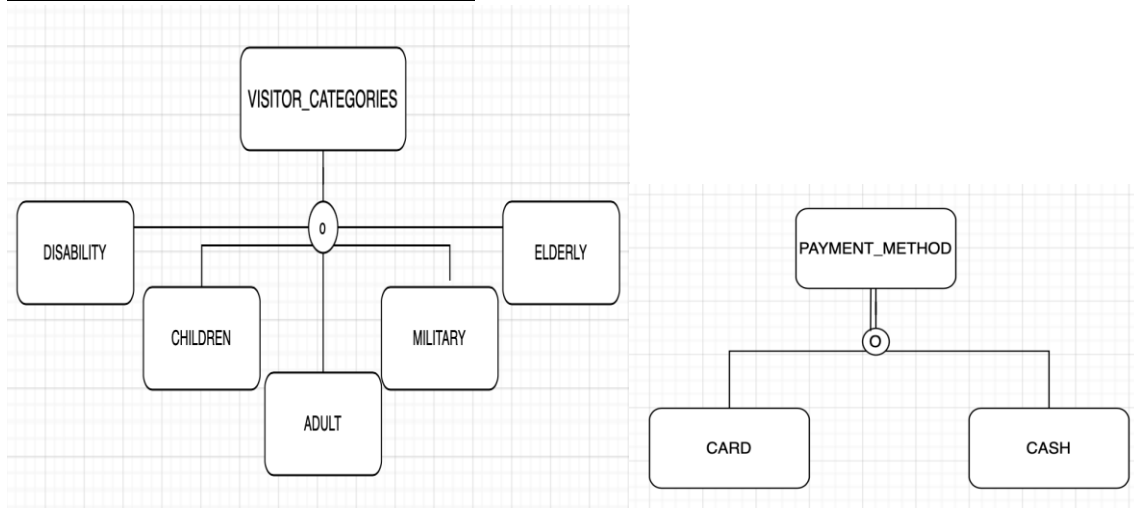 VISITOR_CATEGORIES
o
DISABILITY
ELDERLY
CHILDREN
MILITARY
ADULT
PAYMENT_METHOD
O
CARD
CASH